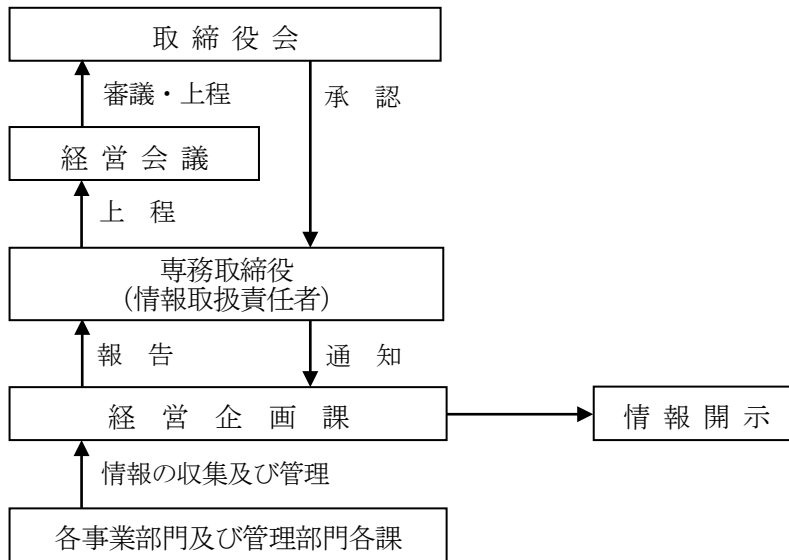 取締役会
審議・上程
承認
経営会議
上程
専務取締役
(情報取扱責任者)
報告
通知
経営企画課
情報開示
情報の収集及び管理
各事業部門及び管理部門各課